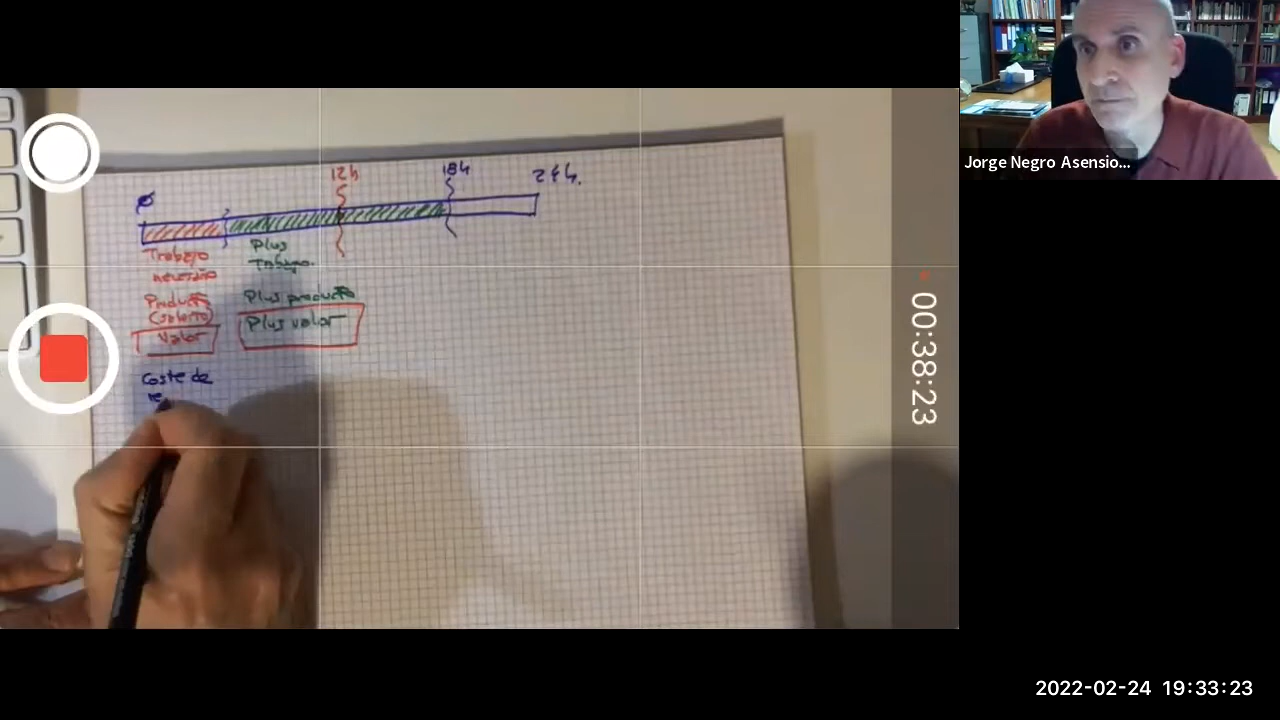 12h
18h
24h.
Ø
Trabajo
necesario
Plus
Trabajo.
Producto
(salario)
Valor
Plus producto
Plus valor
Coste de
re
00:38:23
Jorge Negro Asensio...
2022-02-24 19:33:23